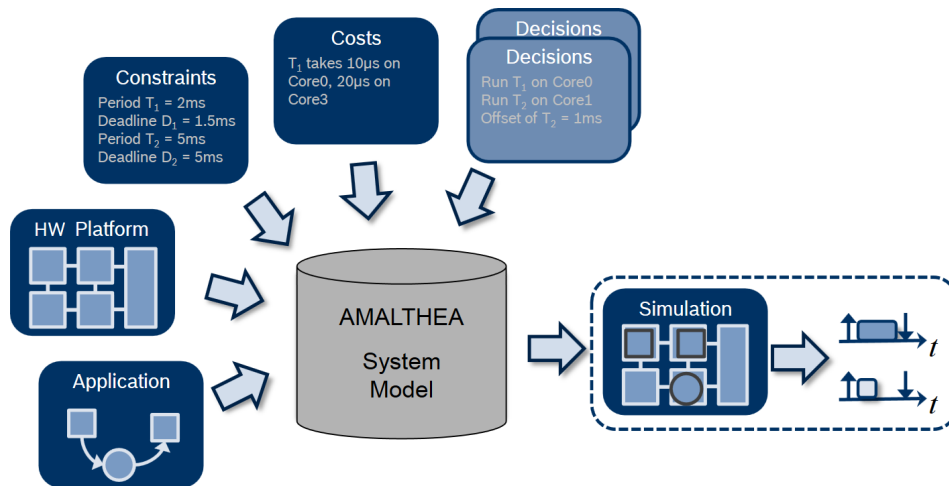 Constraints
Period T₁ = 2ms
Deadline D₁ = 1.5ms
Period T₂ = 5ms
Deadline D₂ = 5ms
Costs
T₁ takes 10µs on
Core0, 20µs on
Core3
Decisions
Decisions
Run T₁ on Core0
Run T₂ on Core1
Offset of T₂ = 1ms
HW Platform
Application
AMALTHEA
System
Model
Simulation
t
t